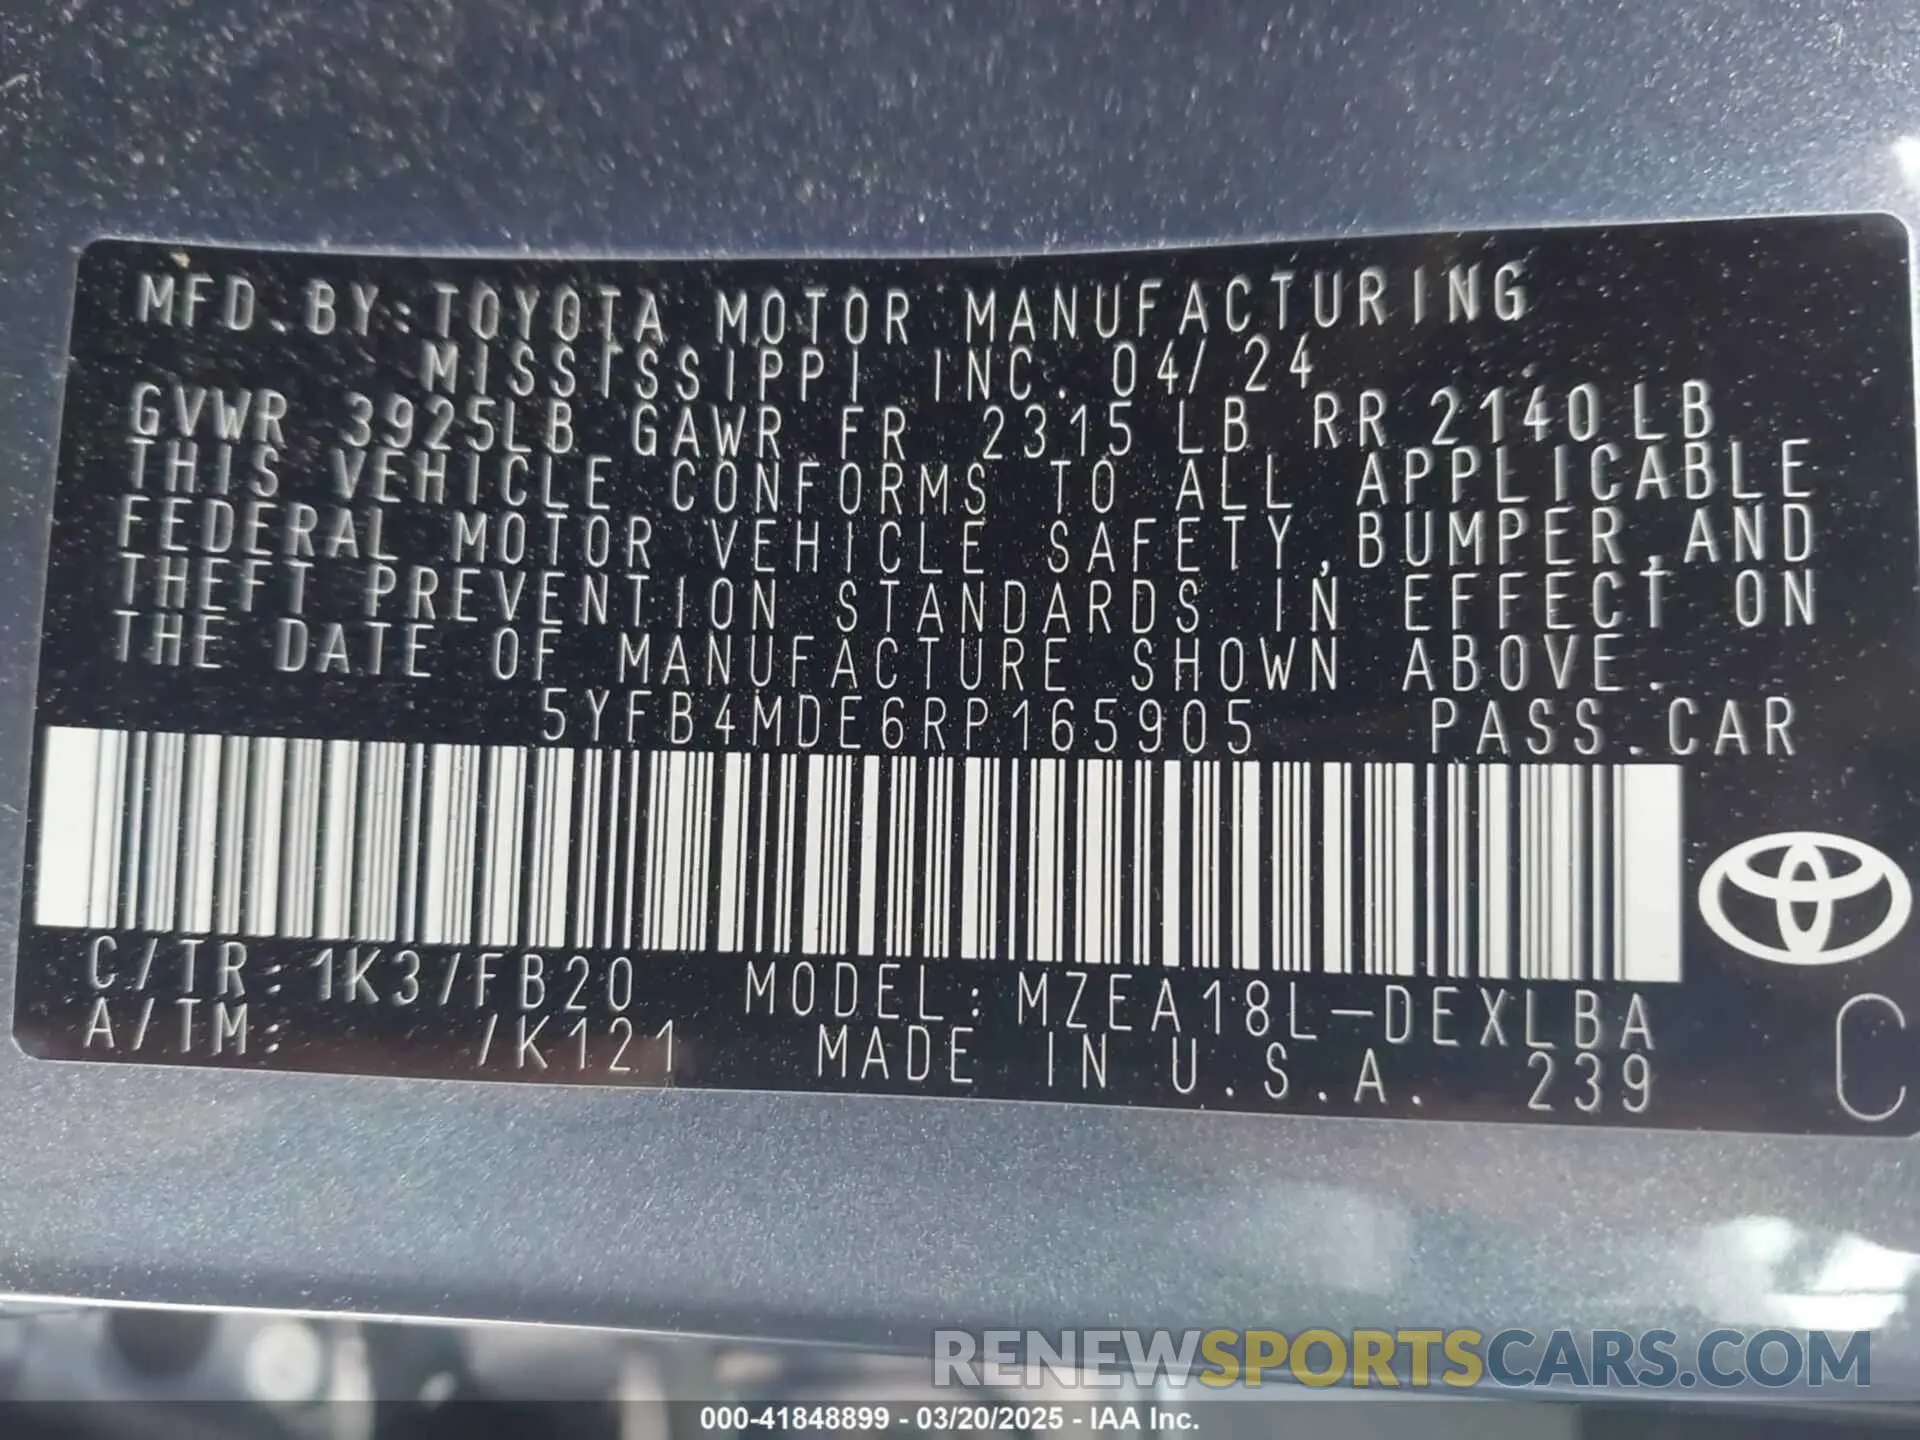 MFD. BY: TOYOTA MOTOR MANUFACTURING
MISSISSIPPI INC. 04/24
GVWR 3925LB GAWR FR 2315 LB RR 2140LB
THIS VEHICLE CONFORMS TO ALL APPLICABLE
FEDERAL MOTOR VEHICLE SAFETY, BUMPER, AND
THEFT PREVENTION STANDARDS IN EFFECT ON
THE DATE OF MANUFACTURE SHOWN ABOVE.
5YFB4MDE6RP165905 PASS. CAR
C/TR: 1K3/FB20 MODEL: MZEA18L-DEXLBA
A/TM: /K121 MADE IN U.S.A. 239
C
RENEWSPORTSCARS.COM
000-41848899 - 03/20/2025 - IAA Inc.